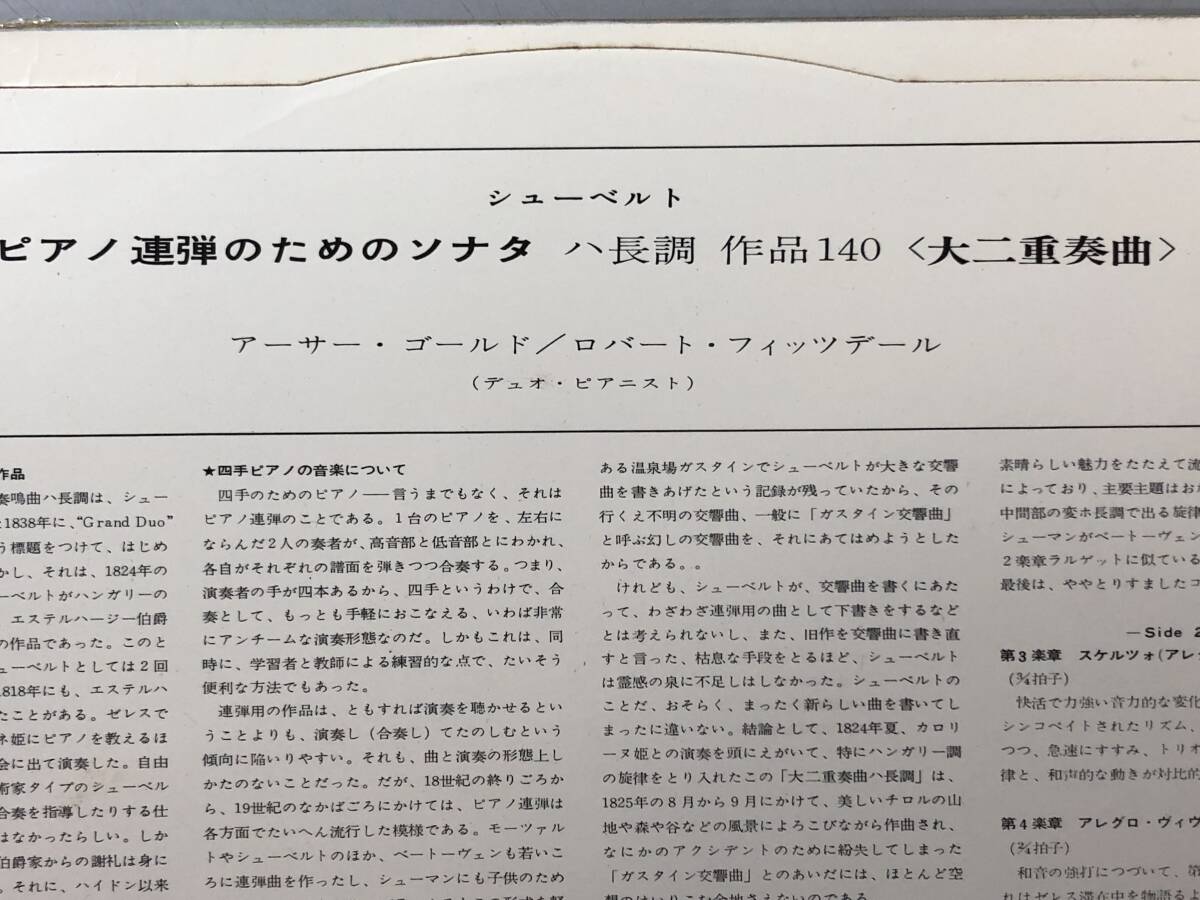 シューベルト
ピアノ連弾のためのソナタ ハ長調 作品140 〈大二重奏曲〉
アーサー・ゴールド／ロバート・フィッツデール
（デュオ・ピアニスト）
作品
奏鳴曲ハ長調は、シュー
1838年に、“Grand Duo”
う標題をつけて、はじめ
かし、それは、1824年の
ーベルトがハンガリーの
エステルハージー伯爵
の作品であった。このと
ューベルトとしては２回
1818年にも、エステルハ
たことがある。ゼレスで
ネ姫にピアノを教えるほ
会に出て演奏した。自由
術家タイプのシューベル
合奏を指導したりする仕
はなかったらしい。しか
伯爵家からの謝礼は身に
。それに、ハイドン以来
★四手ピアノの音楽について
四手のためのピアノ──言うまでもなく、それは
ピアノ連弾のことである。１台のピアノを、左右に
ならんだ２人の奏者が、高音部と低音部とにわかれ、
各自がそれぞれの譜面を弾きつつ合奏する。つまり、
演奏者の手が四本あるから、四手というわけで、合
奏として、もっとも手軽におこなえる、いわば非常
にアンチームな演奏形態なのだ。しかもこれは、同
時に、学習者と教師による練習的な点で、たいそう
便利な方法でもあった。
連弾用の作品は、ともすれば演奏を聴かせるとい
うことよりも、演奏し（合奏し）てたのしむという
傾向に陥りやすい。それも、曲と演奏の形態上し
かたのないことだった。だが、18世紀の終りごろか
ら、19世紀のなかばごろにかけては、ピアノ連弾は
各方面でたいへん流行した模様である。モーツァル
トやシューベルトのほか、ベートーヴェンも若いこ
ろに連弾曲を作ったし、シューマンにも子供のため
ある温泉場ガスタインでシューベルトが大きな交響
曲を書きあげたという記録が残っていたから、その
行くえ不明の交響曲、一般に「ガスタイン交響曲」
と呼ぶ幻しの交響曲を、それにあてはめようとした
からである。。
けれども、シューベルトが、交響曲を書くにあた
って、わざわざ連弾用の曲として下書きをするなど
とは考えられないし、また、旧作を交響曲に書き直
すと言った、枯息な手段をとるほど、シューベルト
は霊感の泉に不足しはしなかった。シューベルトの
ことだ、おそらく、まったく新らしい曲を書いてし
まったに違いない。結論として、1824年夏、カロリ
ーヌ姫との演奏を頭にえがいて、特にハンガリー調
の旋律をとり入れたこの「大二重奏曲ハ長調」は、
1825年の８月から９月にかけて、美しいチロルの山
地や森や谷などの風景によろこびながら作曲され、
なにかのアクシデントのために紛失してしまった
「ガスタイン交響曲」とのあいだには、ほとんど空
想のはいりこむ余地さえないのである
素晴らしい魅力をたたえて流
によっており、主要主題はおだ
中間部の変ホ長調で出る旋律
シューマンがベートーヴェン
２楽章ラルゲットに似ている
最後は、ややとりすましたコ
―Side 2
第３楽章 スケルツォ（アレグ
（¾拍子）
快活で力強い音力的な変化
シンコペイトされたリズム、
つつ、急速にすすみ、トリオ
律と、和声的な動きが対比的
第４楽章 アレグロ・ヴィヴ
（²⁄₄拍子）
和音の強打につづいて、第
れはゼレス滞在中を物語るよ